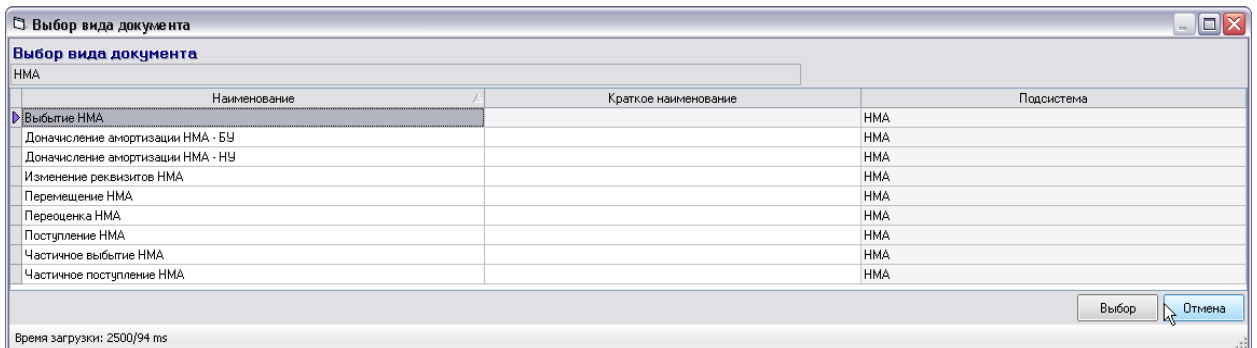 Выбор вида документа
Выбор вида документа
НМА
Наименование Краткое наименование Подсистема
Выбытие НМА НМА
Доначисление амортизации НМА - БУ НМА
Доначисление амортизации НМА - НУ НМА
Изменение реквизитов НМА НМА
Перемещение НМА НМА
Переоценка НМА НМА
Поступление НМА НМА
Частичное выбытие НМА НМА
Частичное поступление НМА НМА
Выбор Отмена
Время загрузки: 2500/94 ms